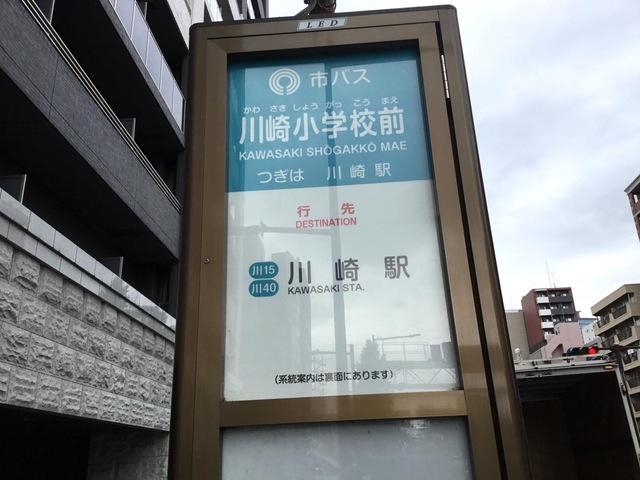 LED
市バス
かわ さき しょう がっ こう まえ
川崎小学校前
KAWASAKI SHŌGAKKŌ MAE
つぎは 川崎駅
行先
DESTINATION
川15
川40
川崎駅
KAWASAKI STA.
(系統案内は裏面にあります)